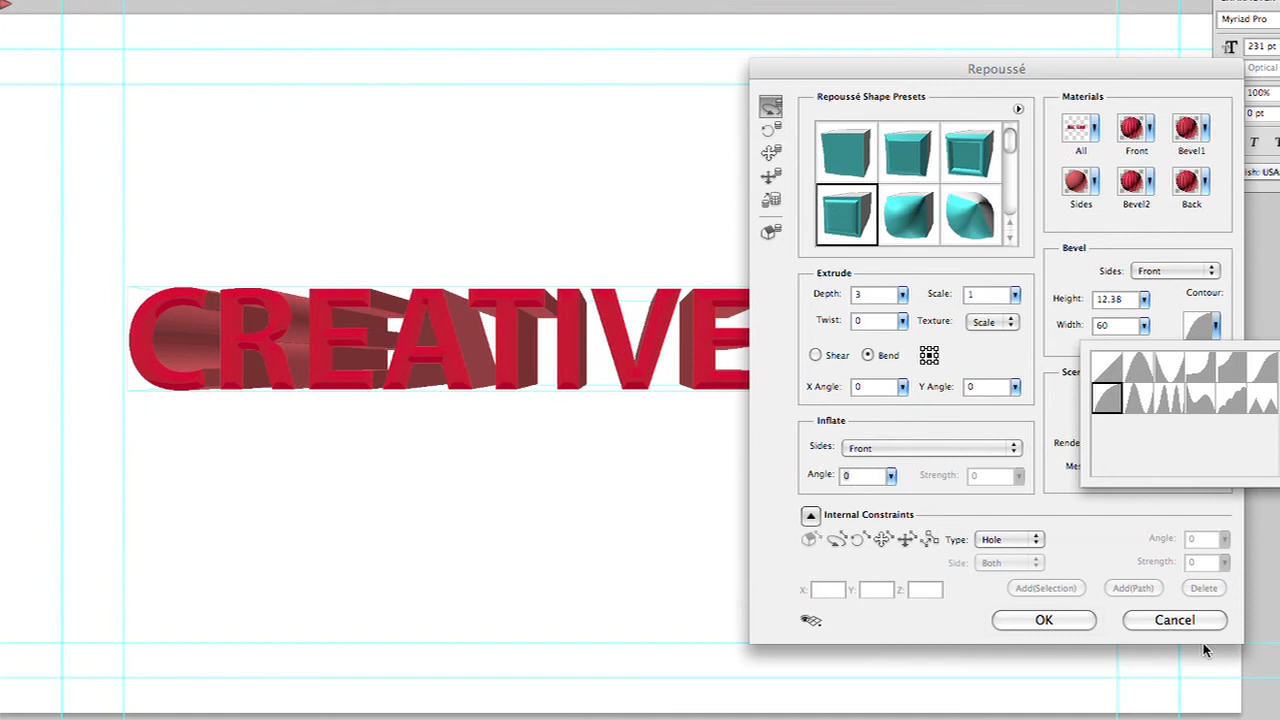 Myriad Pro
231 pt
Optical
100%
0 pt
T
Repoussé
Repoussé Shape Presets
Materials
All
Front
Bevel1
Sides
Bevel2
Back
Bevel
Sides: Front
Height: 12.38
Contour:
Width: 60
Extrude
Depth: 3
Scale: 1
Twist: 0
Texture: Scale
Shear
Bend
X Angle: 0
Y Angle: 0
Inflate
Sides: Front
Angle: 0
Strength: 0
Internal Constraints
Type: Hole
Side: Both
Angle: 0
Strength: 0
X:
Y:
Z:
Add(Selection)
Add(Path)
Delete
OK
Cancel
CREATIVE